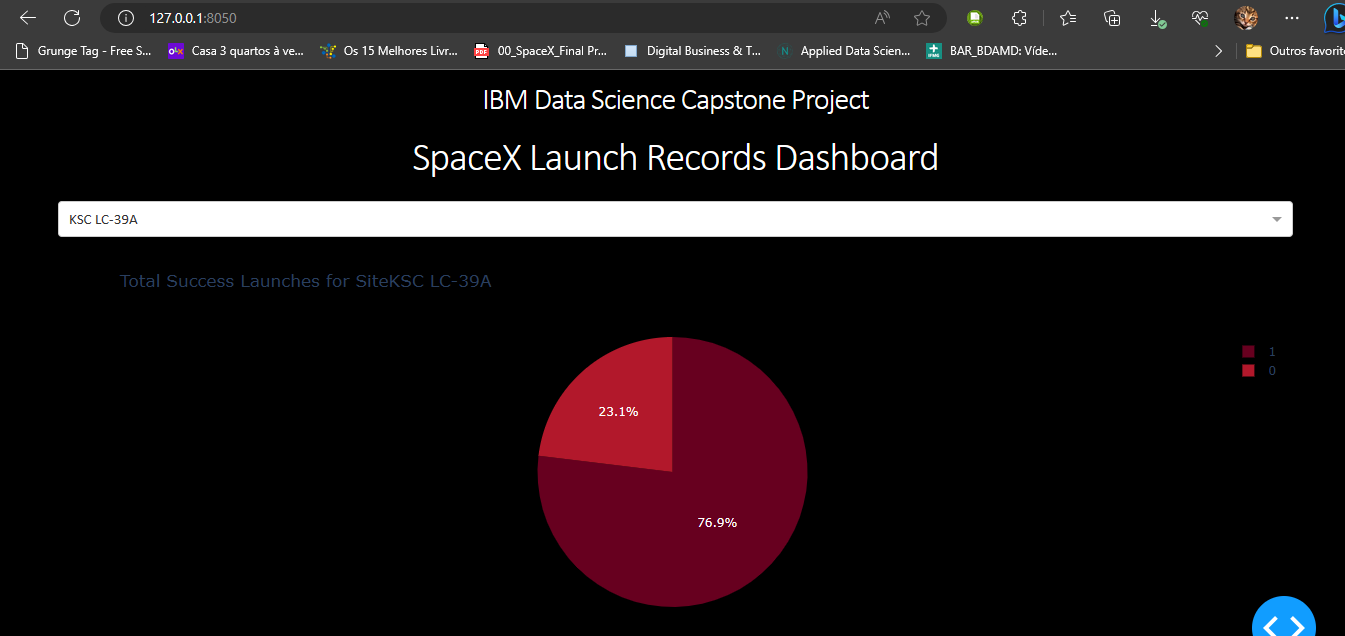 127.0.0.1:8050
Grunge Tag - Free S... OLX Casa 3 quartos à ve... Os 15 Melhores Livr... PDF 00_SpaceX_Final Pr... Digital Business & T... N Applied Data Scien... BAR_BDAMD: Víde... Outros favorit
IBM Data Science Capstone Project
SpaceX Launch Records Dashboard
KSC LC-39A
Total Success Launches for SiteKSC LC-39A
1
0
23.1%
76.9%